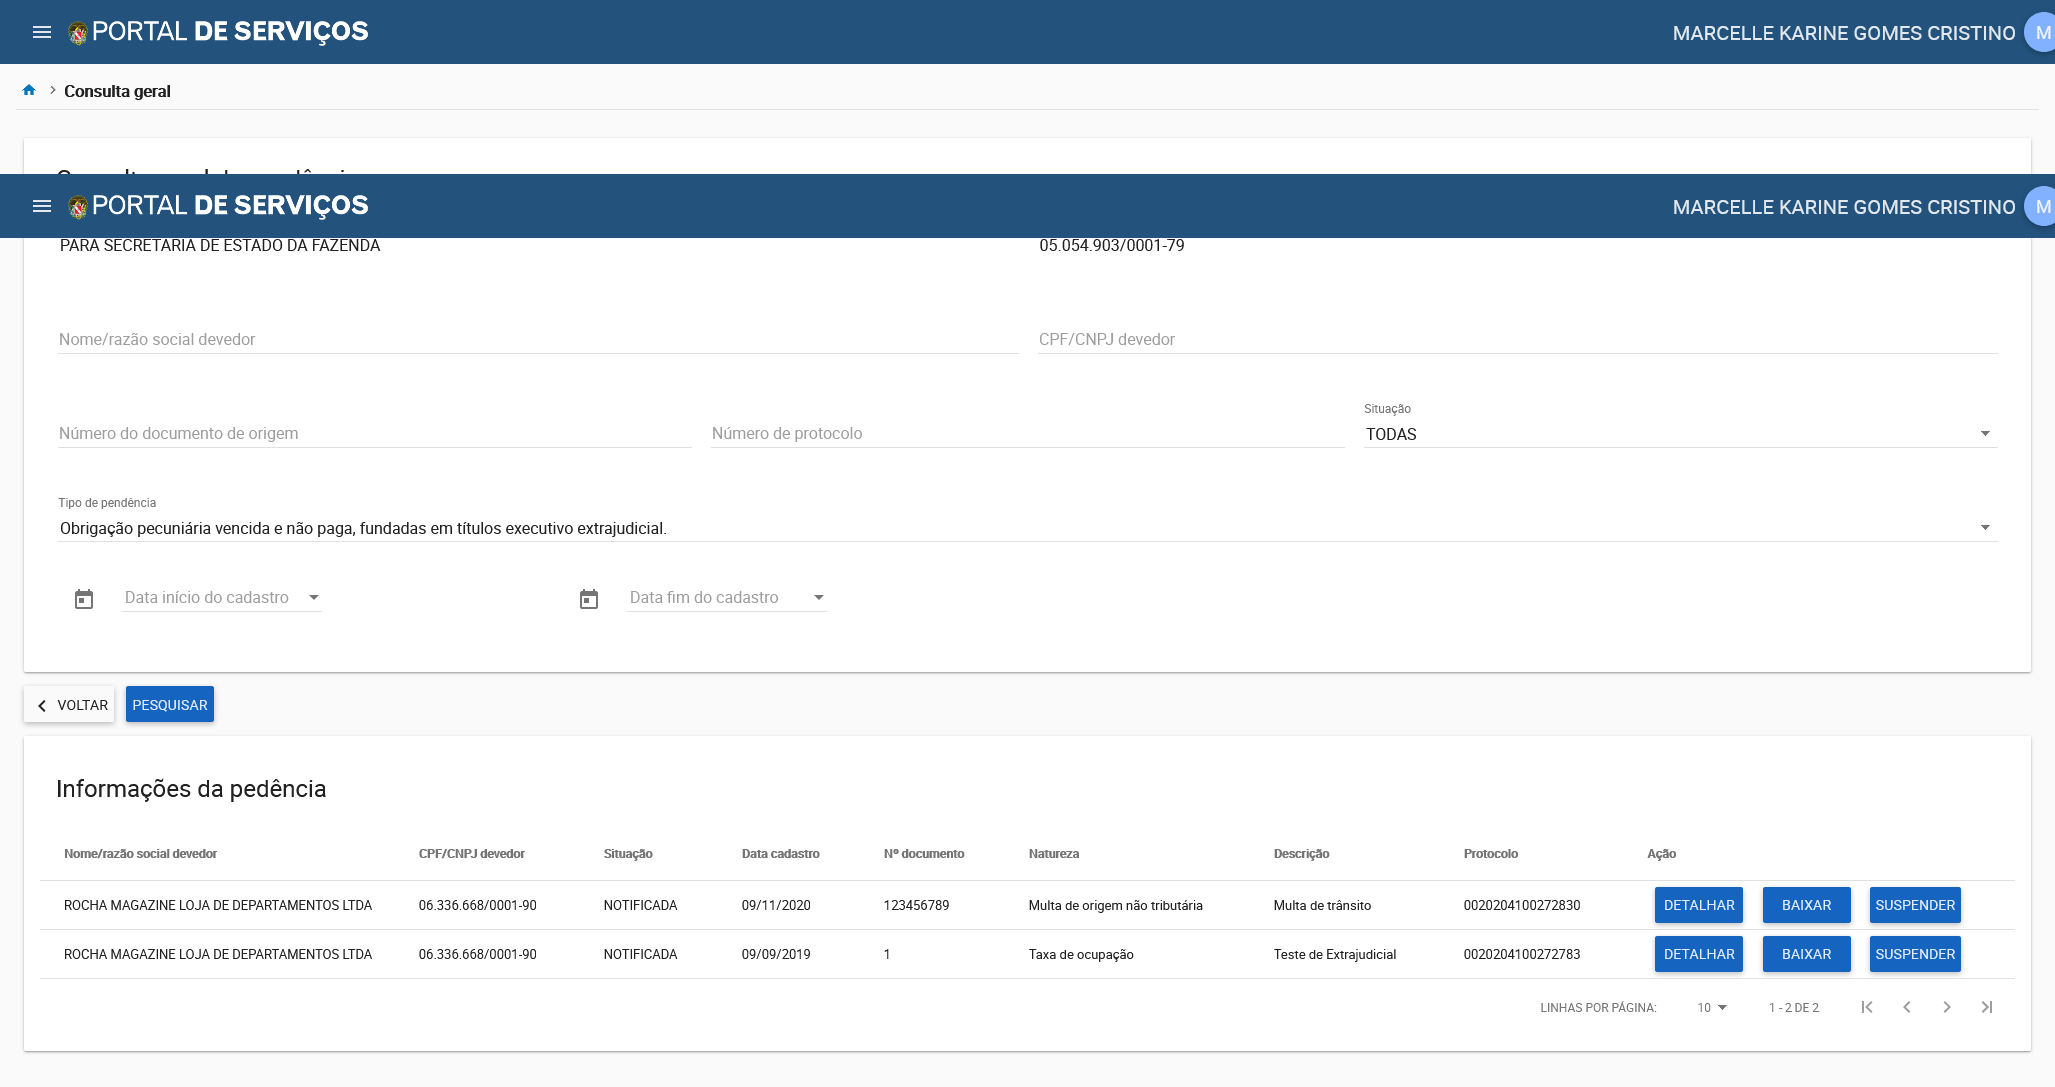 PORTAL DE SERVIÇOS
MARCELLE KARINE GOMES CRISTINO M
Consulta geral
PORTAL DE SERVIÇOS
MARCELLE KARINE GOMES CRISTINO M
PARA SECRETARIA DE ESTADO DA FAZENDA
05.054.903/0001-79
Nome/razão social devedor
CPF/CNPJ devedor
Situação
Número do documento de origem
Número de protocolo
TODAS
Tipo de pendência
Obrigação pecuniária vencida e não paga, fundadas em títulos executivo extrajudicial.
Data início do cadastro
Data fim do cadastro
VOLTAR
PESQUISAR
Informações da pedência
Nome/razão social devedor CPF/CNPJ devedor Situação Data cadastro Nº documento Natureza Descrição Protocolo Ação
ROCHA MAGAZINE LOJA DE DEPARTAMENTOS LTDA 06.336.668/0001-90 NOTIFICADA 09/11/2020 123456789 Multa de origem não tributária Multa de trânsito 0020204100272830 DETALHAR BAIXAR SUSPENDER
ROCHA MAGAZINE LOJA DE DEPARTAMENTOS LTDA 06.336.668/0001-90 NOTIFICADA 09/09/2019 1 Taxa de ocupação Teste de Extrajudicial 0020204100272783 DETALHAR BAIXAR SUSPENDER
LINHAS POR PÁGINA: 10 1 - 2 DE 2